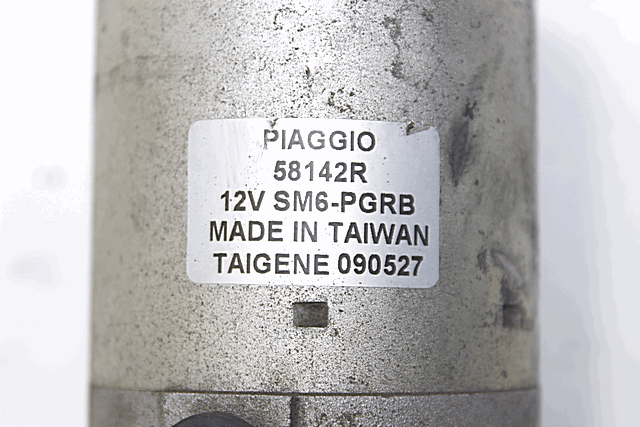 PIAGGIO
58142R
12V SM6-PGRB
MADE IN TAIWAN
TAIGENE 090527